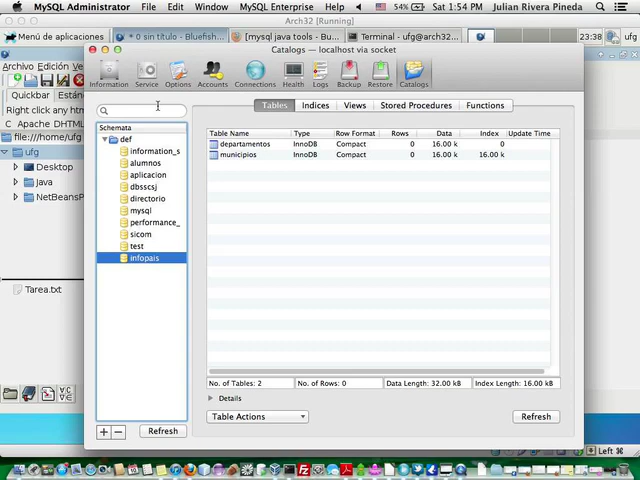 MySQL Administrator File Edit Window MySQL Enterprise Help 54% Sat 1:54 PM Julian Rivera Pineda
Arch32 [Running]
Menú de aplicaciones * 0 sin título - Bluefish... [mysql java tools - Bu... Terminal - ufg@arch32... 23:38 ufg
Catalogs — localhost via socket
Archivo Edición
Information Service Options Accounts Connections Health Logs Backup Restore Catalogs
Quickbar Están
Right click any
C Apache DHTML
file:///home/ufg
ufg
Desktop
Java
NetBeansP
Tarea.txt
Tables Indices Views Stored Procedures Functions
Schemata
def
information_s
alumnos
aplicacion
dbsscsj
directorio
mysql
performance_
sicom
test
infopais
Table Name Type Row Format Rows Data Index Update Time
departamentos InnoDB Compact 0 16.00 k 0
municipios InnoDB Compact 0 16.00 k 16.00 k
No. of Tables: 2 No. of Rows: 0 Data Length: 32.00 kB Index Length: 16.00 kB
Details
Table Actions Refresh
+ − Refresh
Left ⌘